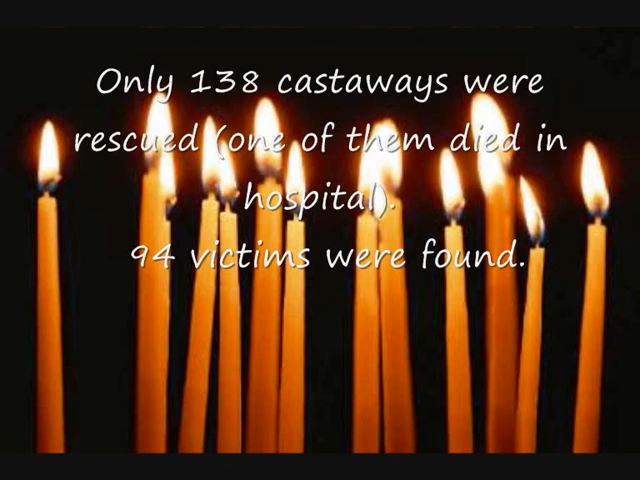 Only 138 castaways were
rescued (one of them died in
hospital).
94 victims were found.